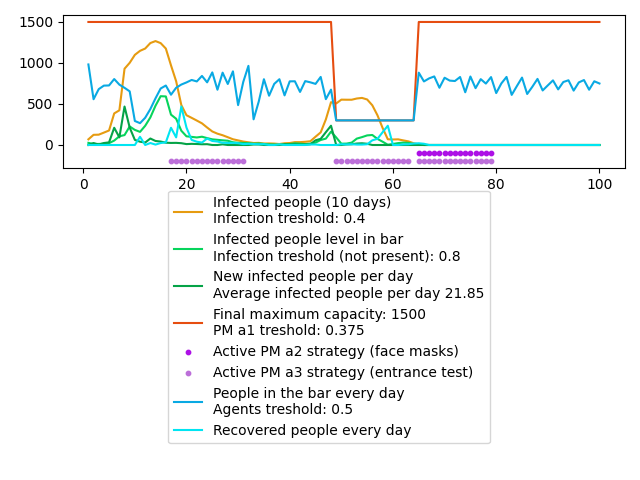 1500
1000
500
0
0 20 40 60 80 100
Infected people (10 days)
Infection treshold: 0.4
Infected people level in bar
Infection treshold (not present): 0.8
New infected people per day
Average infected people per day 21.85
Final maximum capacity: 1500
PM a1 treshold: 0.375
Active PM a2 strategy (face masks)
Active PM a3 strategy (entrance test)
People in the bar every day
Agents treshold: 0.5
Recovered people every day